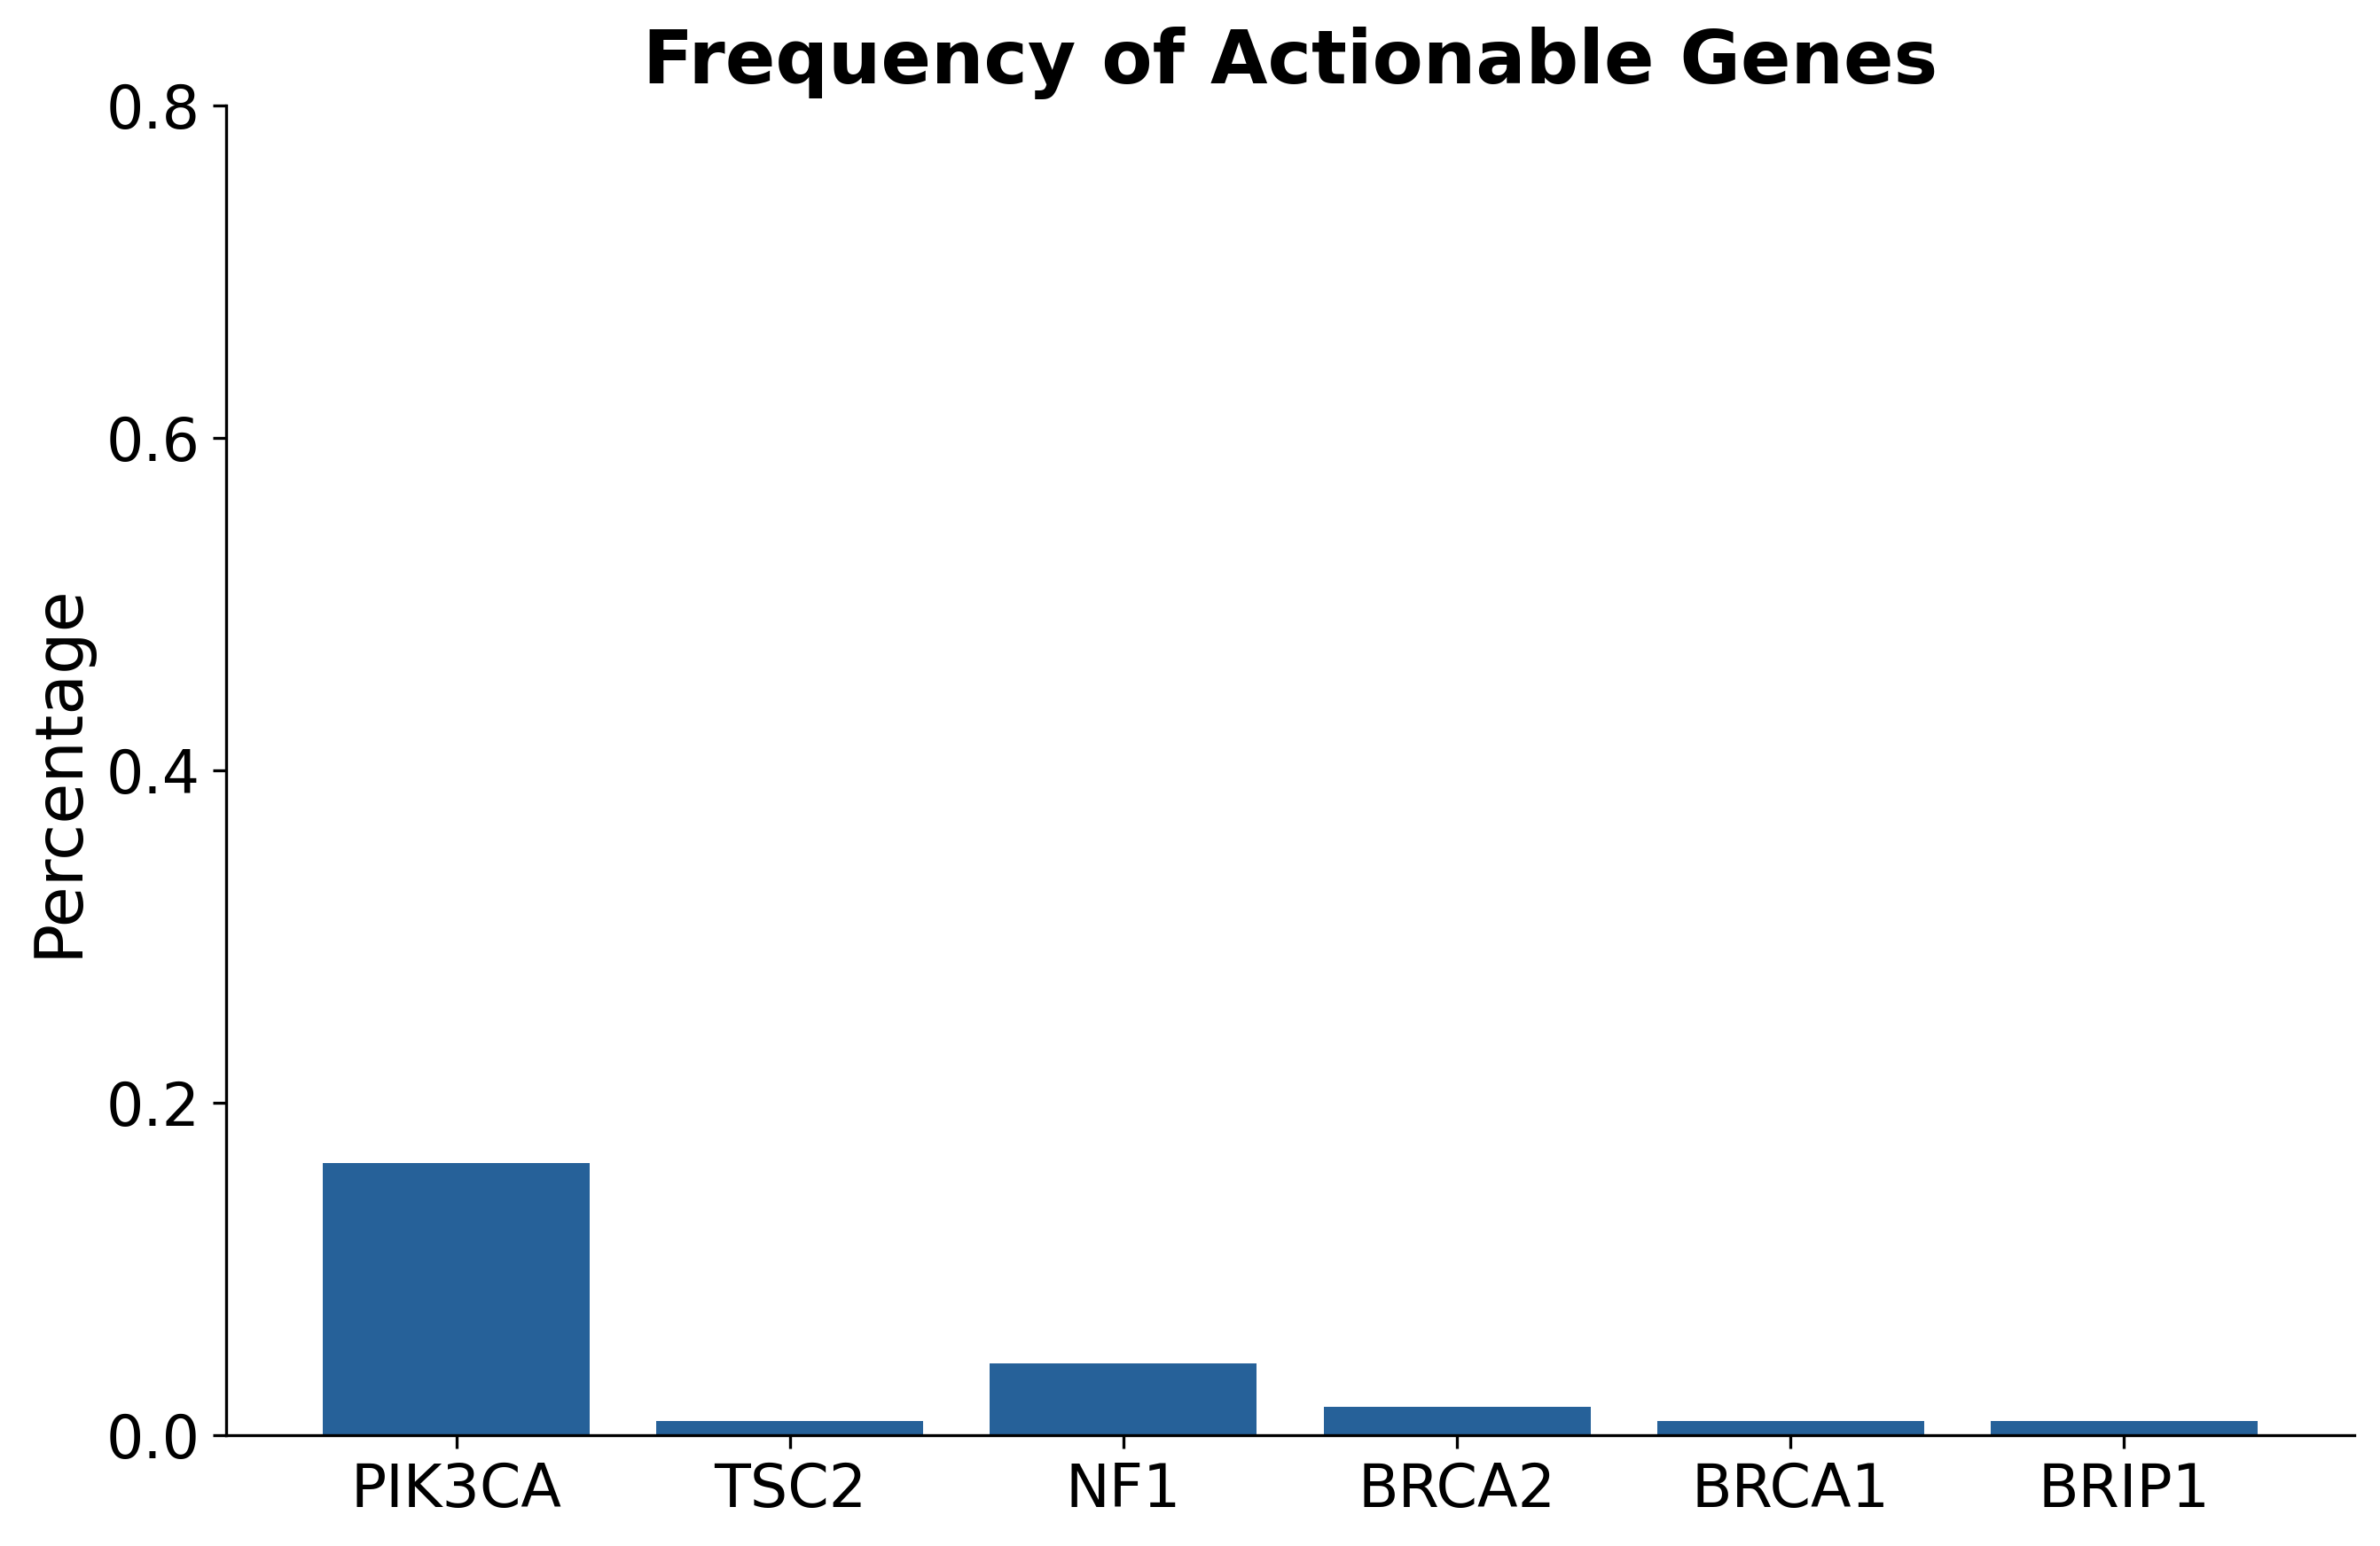 Frequency of Actionable Genes
Percentage
0.8
0.6
0.4
0.2
0.0
PIK3CA TSC2 NF1 BRCA2 BRCA1 BRIP1